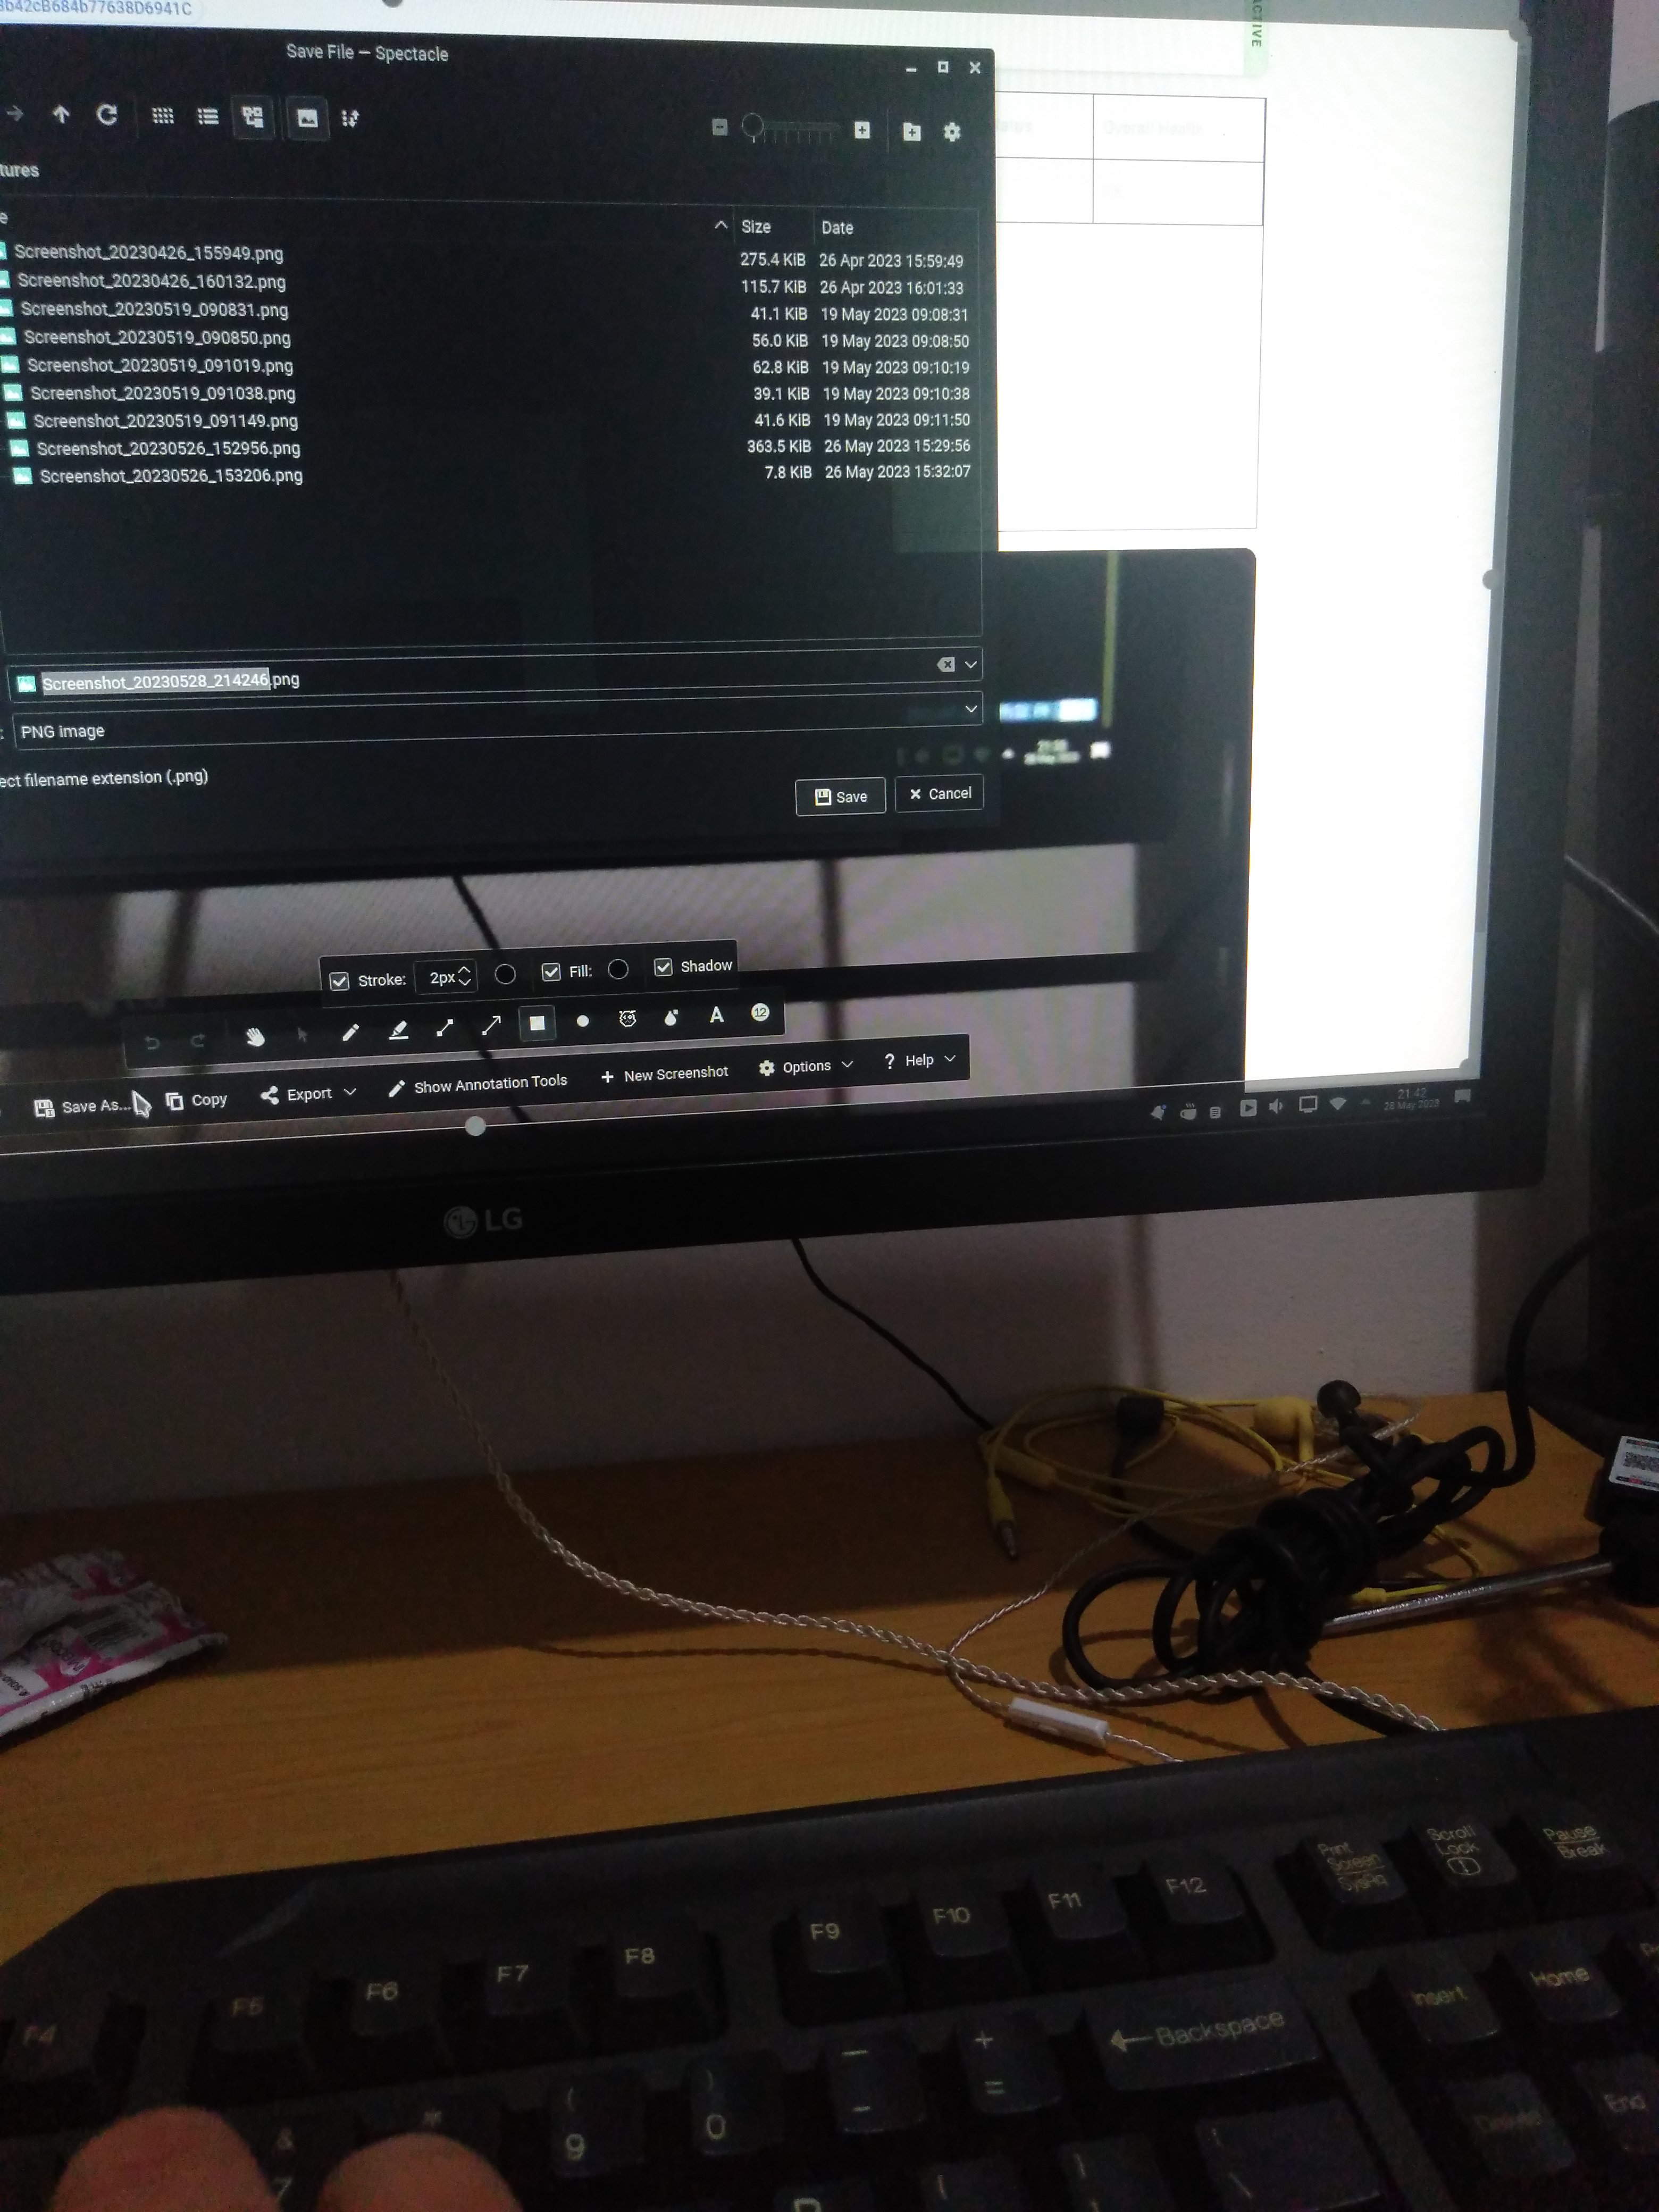 3b42cB684b77638D6941C
ACTIVE
Save File — Spectacle
tures
e
Size
Date
Screenshot_20230426_155949.png 275.4 KiB 26 Apr 2023 15:59:49
Screenshot_20230426_160132.png 115.7 KiB 26 Apr 2023 16:01:33
Screenshot_20230519_090831.png 41.1 KiB 19 May 2023 09:08:31
Screenshot_20230519_090850.png 56.0 KiB 19 May 2023 09:08:50
Screenshot_20230519_091019.png 62.8 KiB 19 May 2023 09:10:19
Screenshot_20230519_091038.png 39.1 KiB 19 May 2023 09:10:38
Screenshot_20230519_091149.png 41.6 KiB 19 May 2023 09:11:50
Screenshot_20230526_152956.png 363.5 KiB 26 May 2023 15:29:56
Screenshot_20230526_153206.png 7.8 KiB 26 May 2023 15:32:07
Screenshot_20230528_214246.png
: PNG image
ect filename extension (.png)
Save
Cancel
Stroke: 2px Fill: Shadow
A 12
Save As... Copy Export Show Annotation Tools + New Screenshot Options ? Help
21:42
28 May 2023
LG
Print Screen SysRq
Scroll Lock
Pause Break
F4 F5 F6 F7 F8 F9 F10 F11 F12
Insert Home
Backspace
Delete End
& 7
*
( 9
) 0
— -
+ =